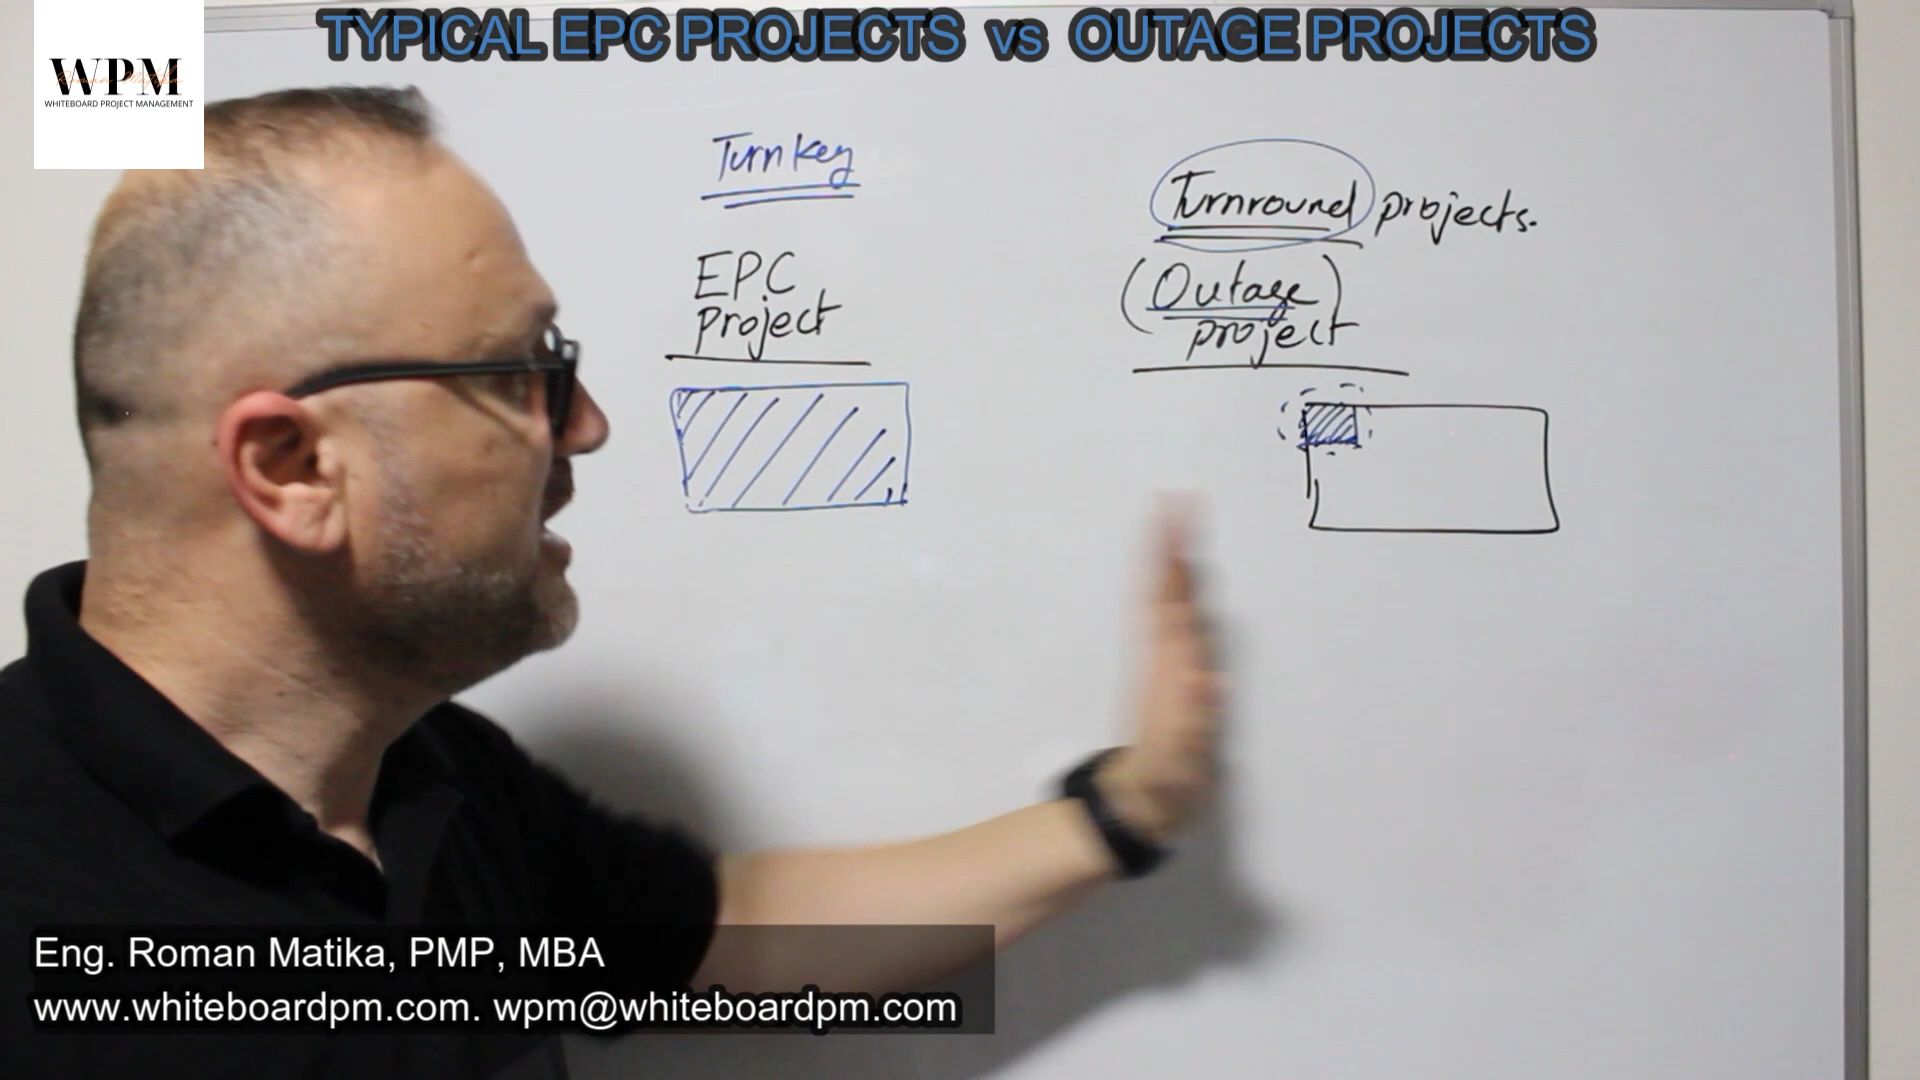 TYPICAL EPC PROJECTS vs OUTAGE PROJECTS
WPM
WHITEBOARD PROJECT MANAGEMENT
Turnkey
EPC
project
Turnround projects.
(Outage)
project
Eng. Roman Matika, PMP, MBA
www.whiteboardpm.com. wpm@whiteboardpm.com